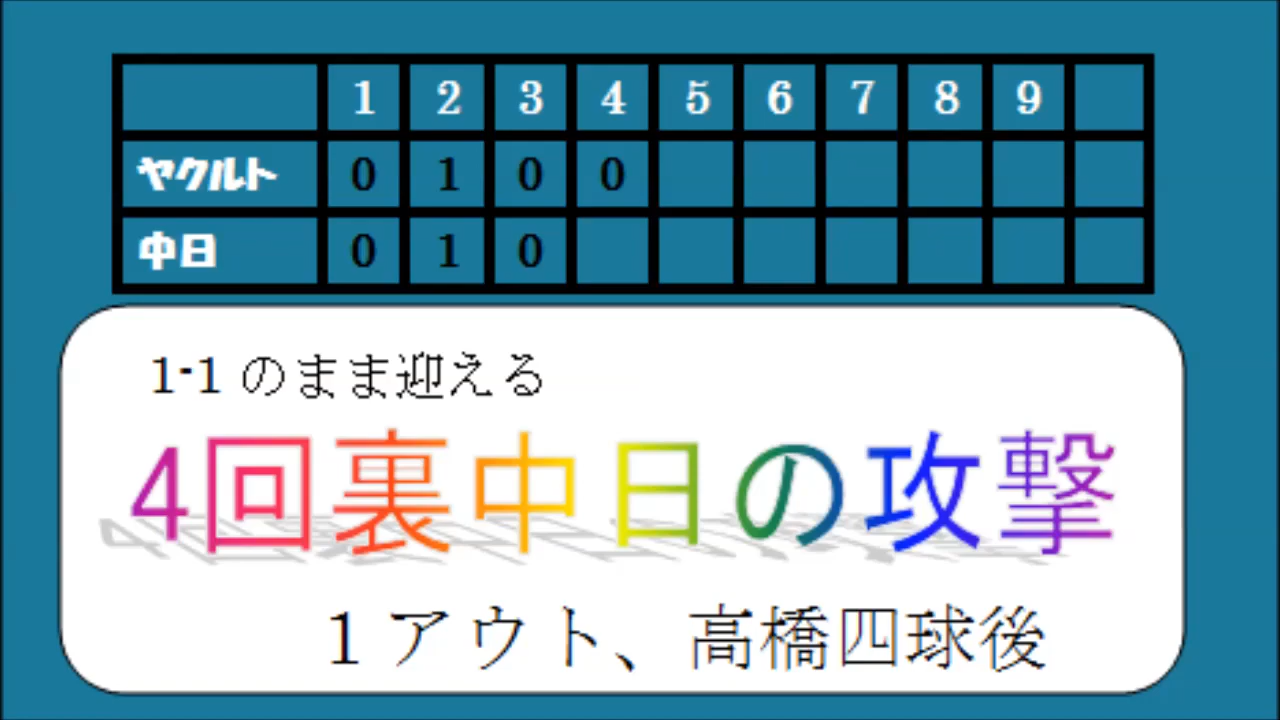 1 2 3 4 5 6 7 8 9
ヤクルト 0 1 0 0
中日 0 1 0
1-1のまま迎える
4回裏中日の攻撃
1アウト、高橋四球後